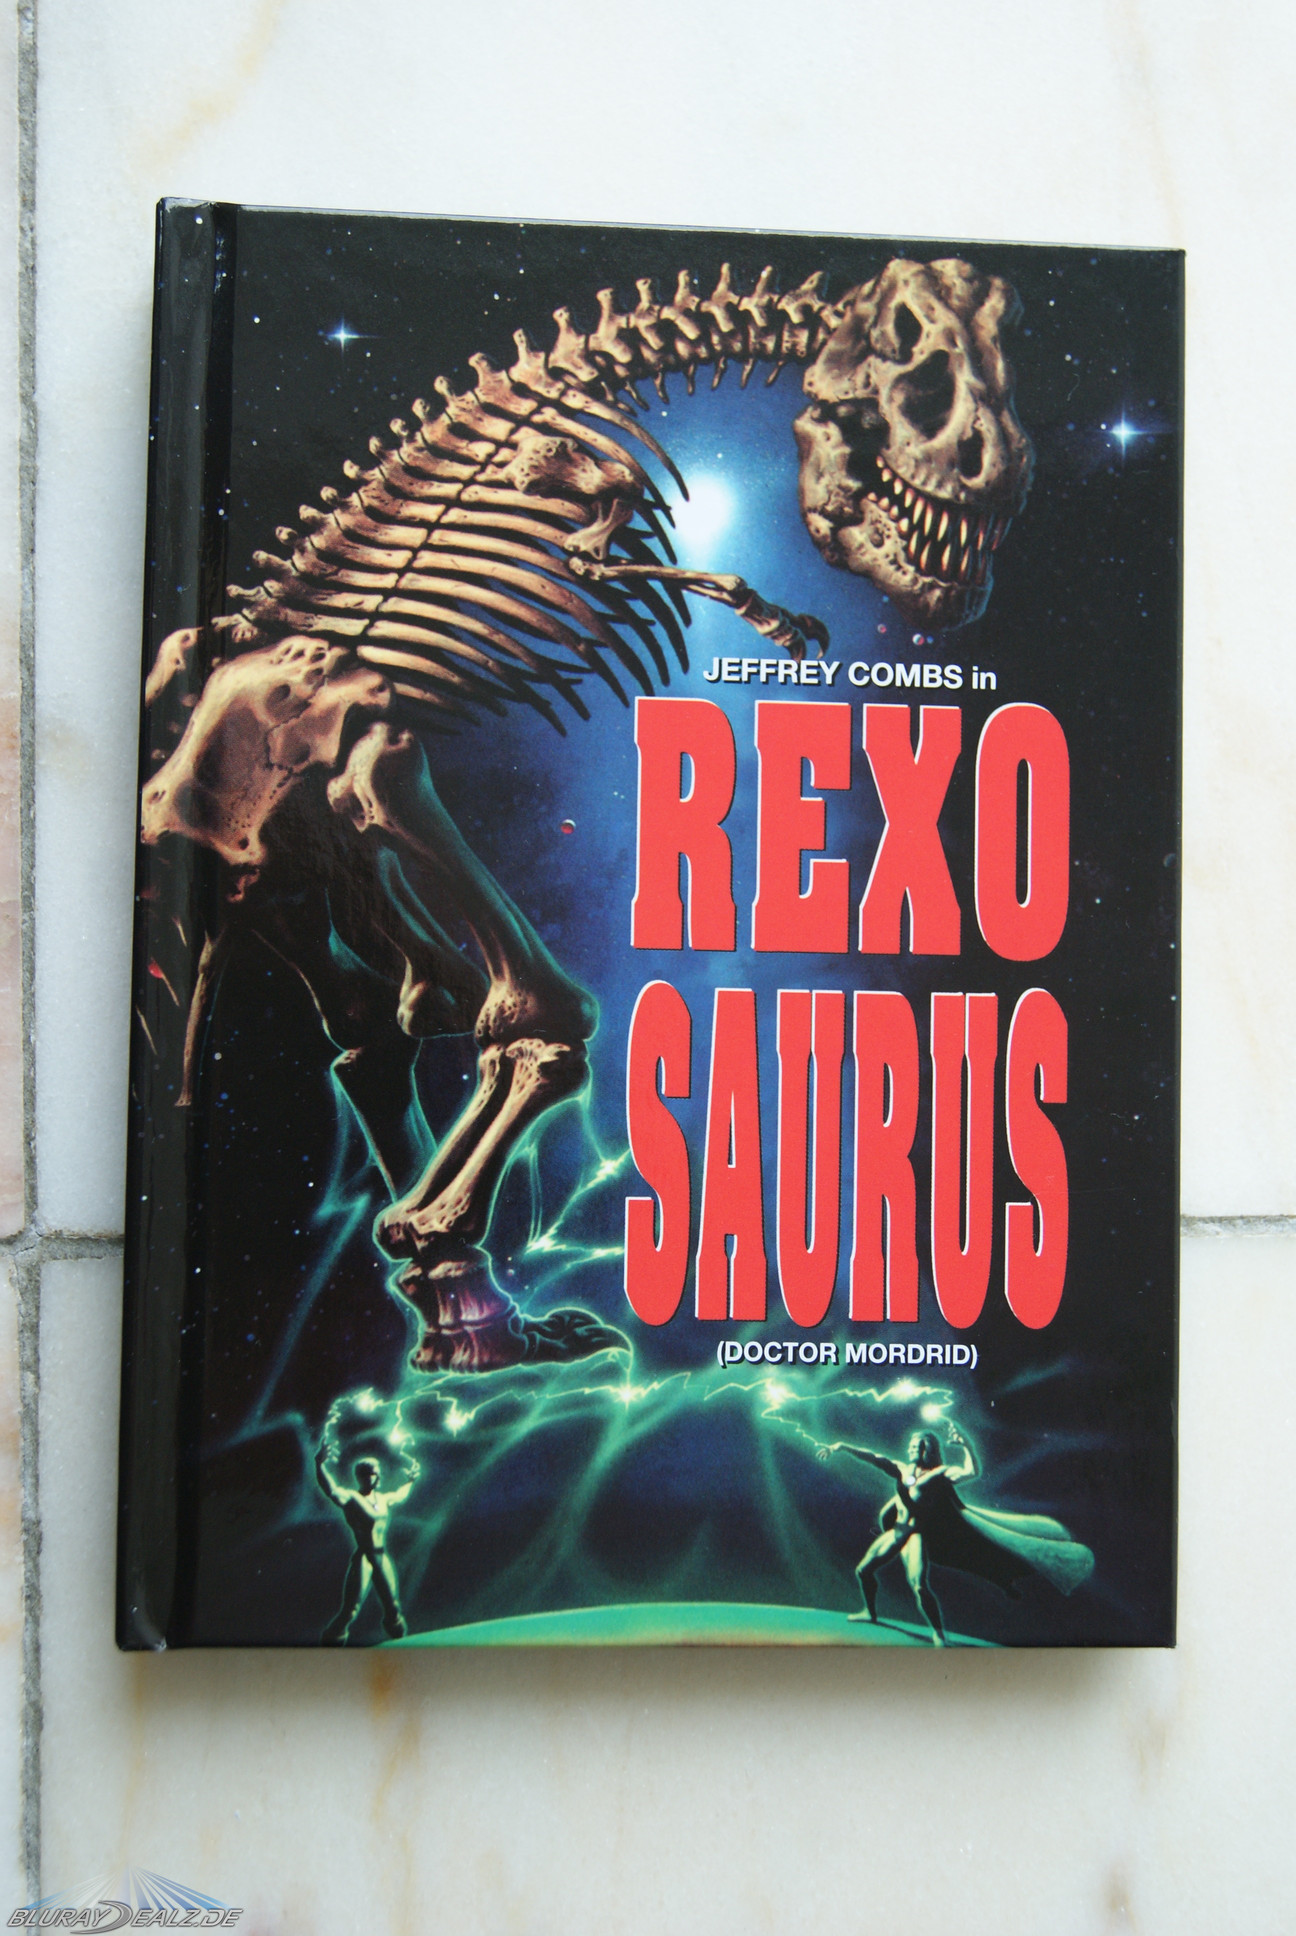 JEFFREY COMBS in
REXO
SAURUS
(DOCTOR MORDRID)
BLURAYDEALZ.DE